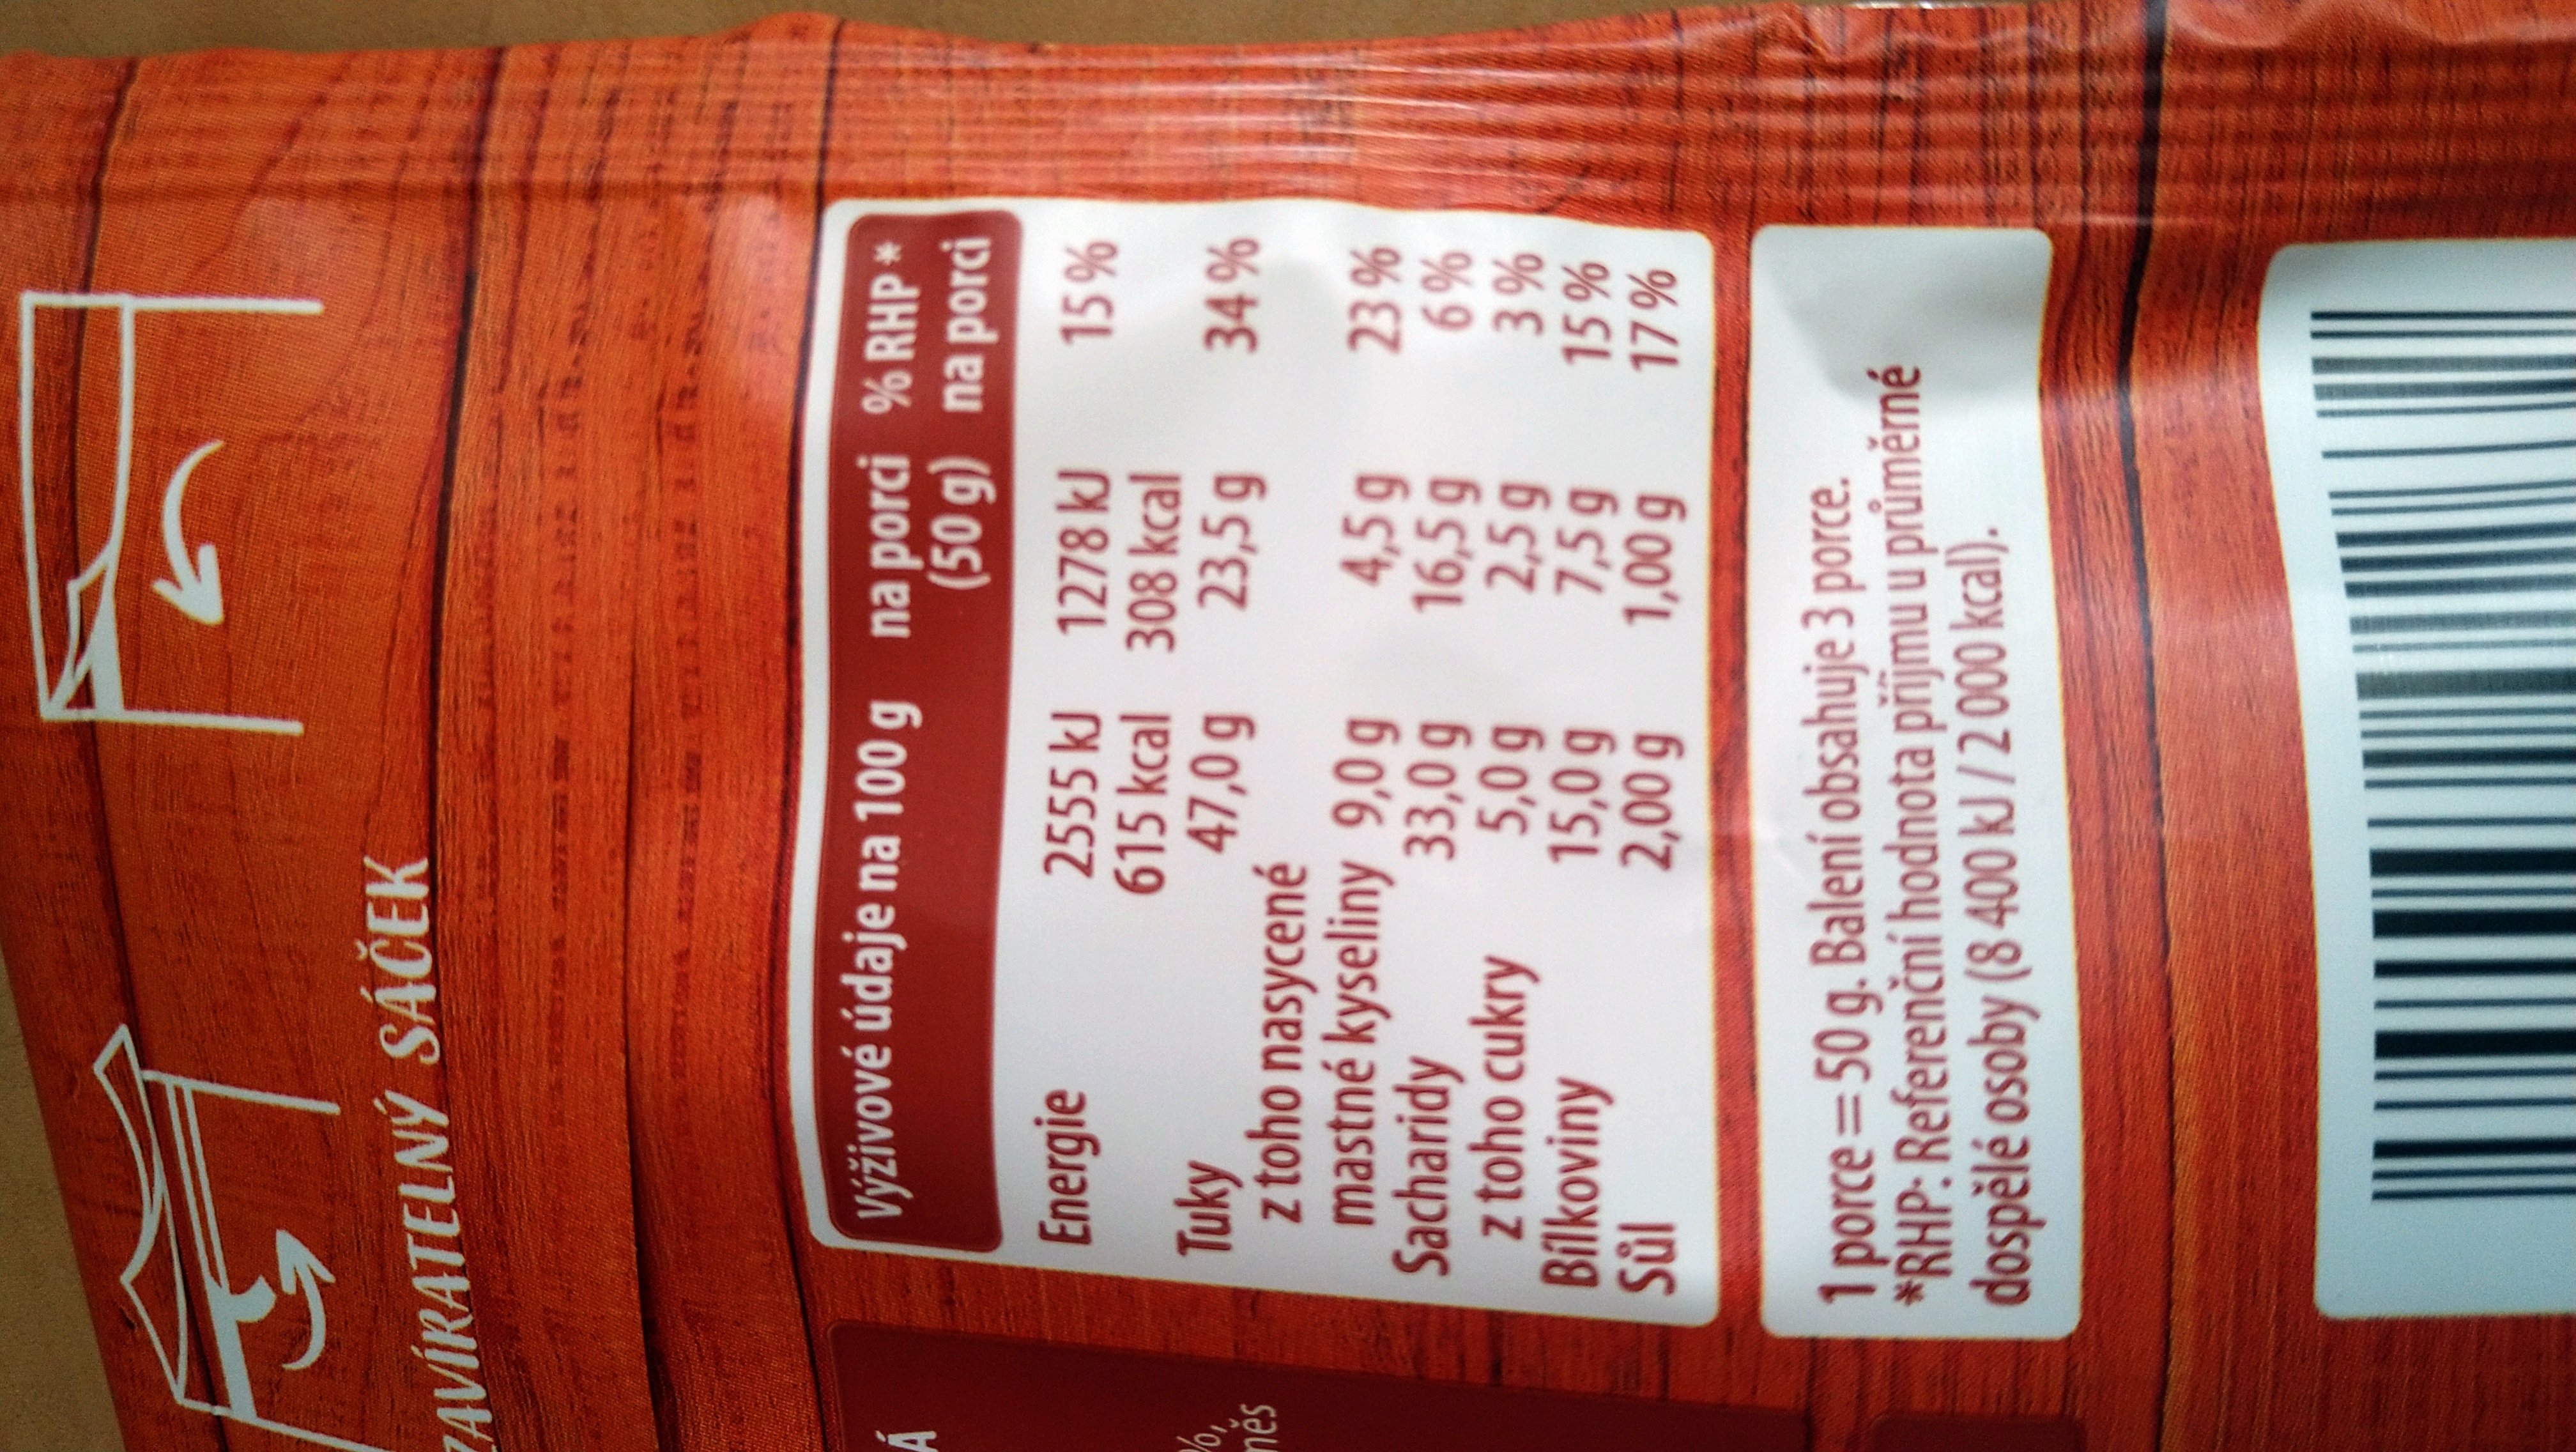 ZAVÍRATELNÝ SÁČEK
Výživové údaje na 100 g na porci % RHP*
(50 g) na porci
Energie 2555 kJ 1278 kJ 15 %
615 kcal 308 kcal
Tuky 47,0 g 23,5 g 34 %
z toho nasycené
mastné kyseliny 9,0 g 4,5 g 23 %
Sacharidy 33,0 g 16,5 g 6 %
z toho cukry 5,0 g 2,5 g 3 %
Bílkoviny 15,0 g 7,5 g 15 %
Sůl 2,00 g 1,00 g 17 %
1 porce = 50 g. Balení obsahuje 3 porce.
*RHP: Referenční hodnota příjmu u průměrné
dospělé osoby (8 400 kJ / 2 000 kcal).